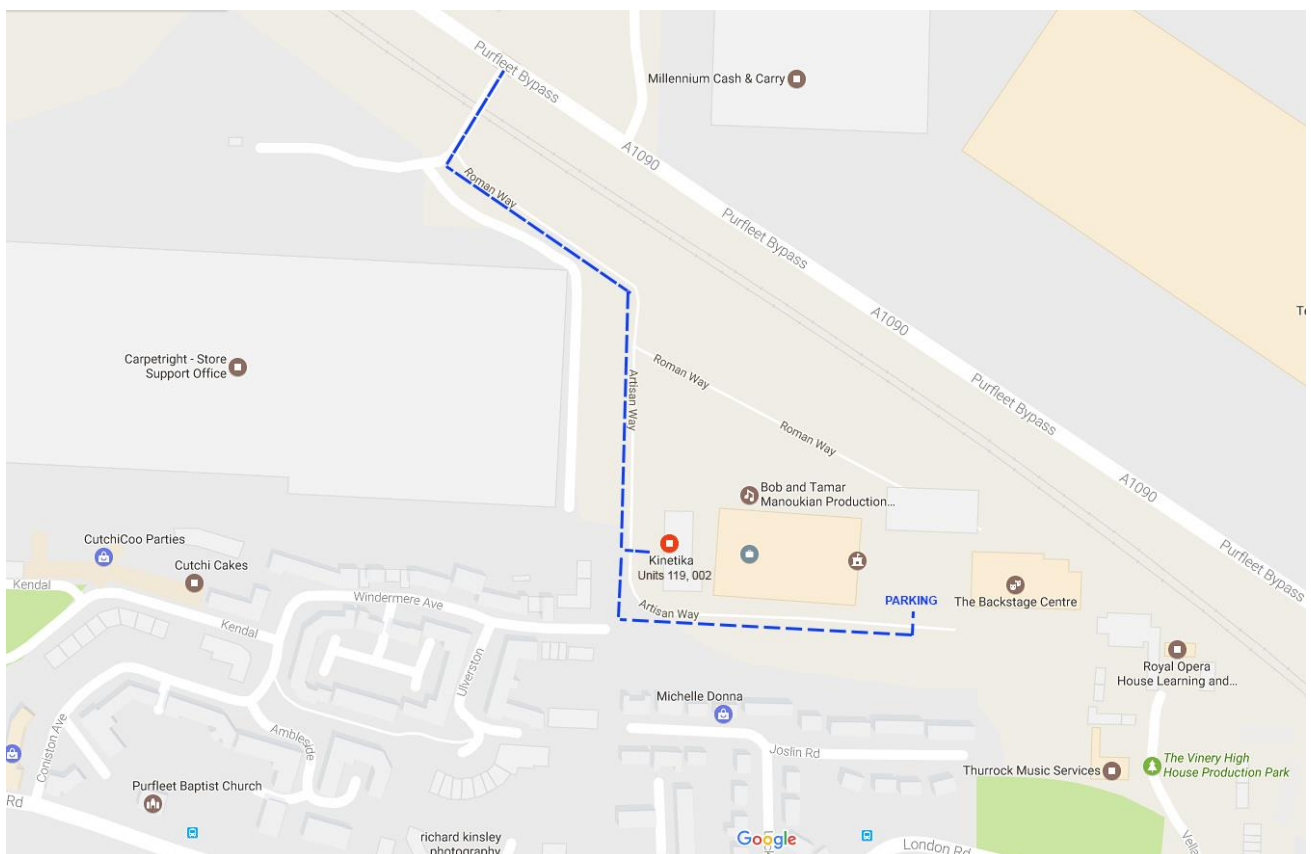 Purfleet Bypass
Millennium Cash & Carry
A1090
Roman Way
Purfleet Bypass
Carpetright - Store
Support Office
Artisan Way
Roman Way
A1090
Roman Way
Purfleet Bypass
Bob and Tamar
Manoukian Production...
A1090
CutchiCoo Parties
Cutchi Cakes
Kinetika
Units 119, 002
Purfleet Bypass
Kendal
Windermere Ave
Artisan Way
PARKING
The Backstage Centre
Kendal
Ulverston
Royal Opera
House Learning and...
Michelle Donna
Ambleside
Coniston Ave
Joslin Rd
Thurrock Music Services
The Vinery High
House Production Park
Purfleet Baptist Church
Rd
richard kinsley
photography
Google
London Rd